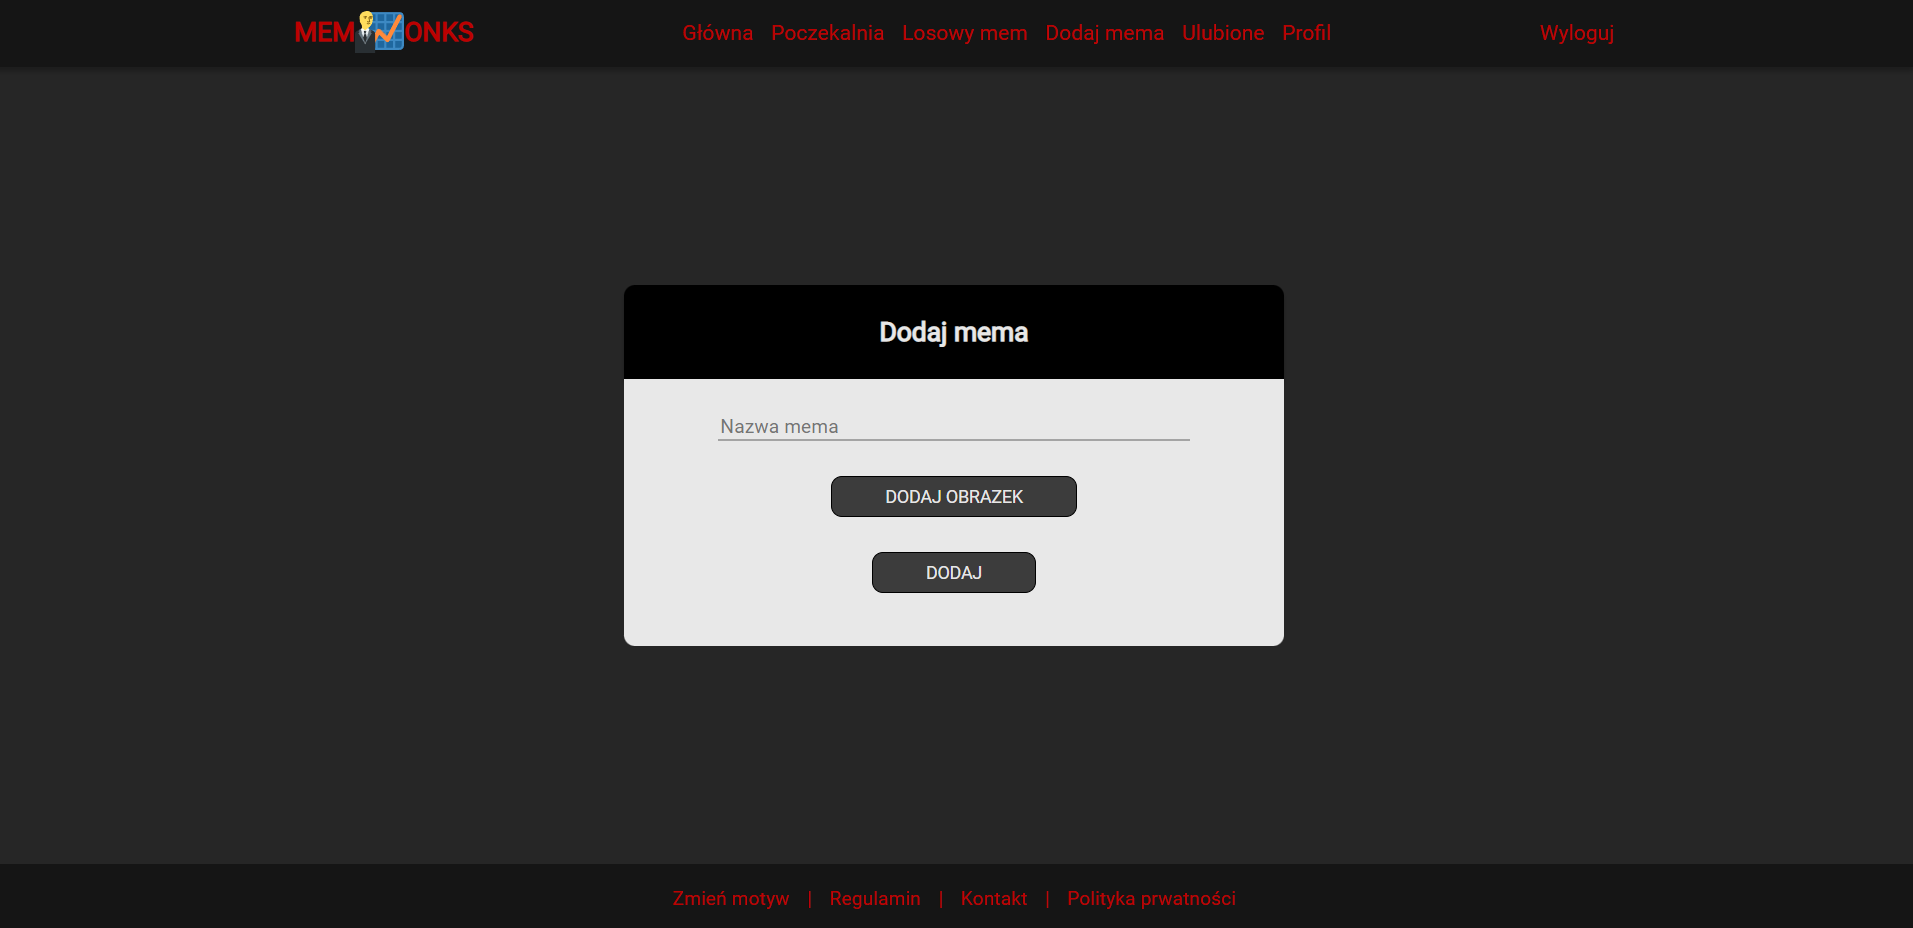 MEM ONKS Główna Poczekalnia Losowy mem Dodaj mema Ulubione Profil Wyloguj
Dodaj mema
Nazwa mema
DODAJ OBRAZEK
DODAJ
Zmień motyw | Regulamin | Kontakt | Polityka prwatności